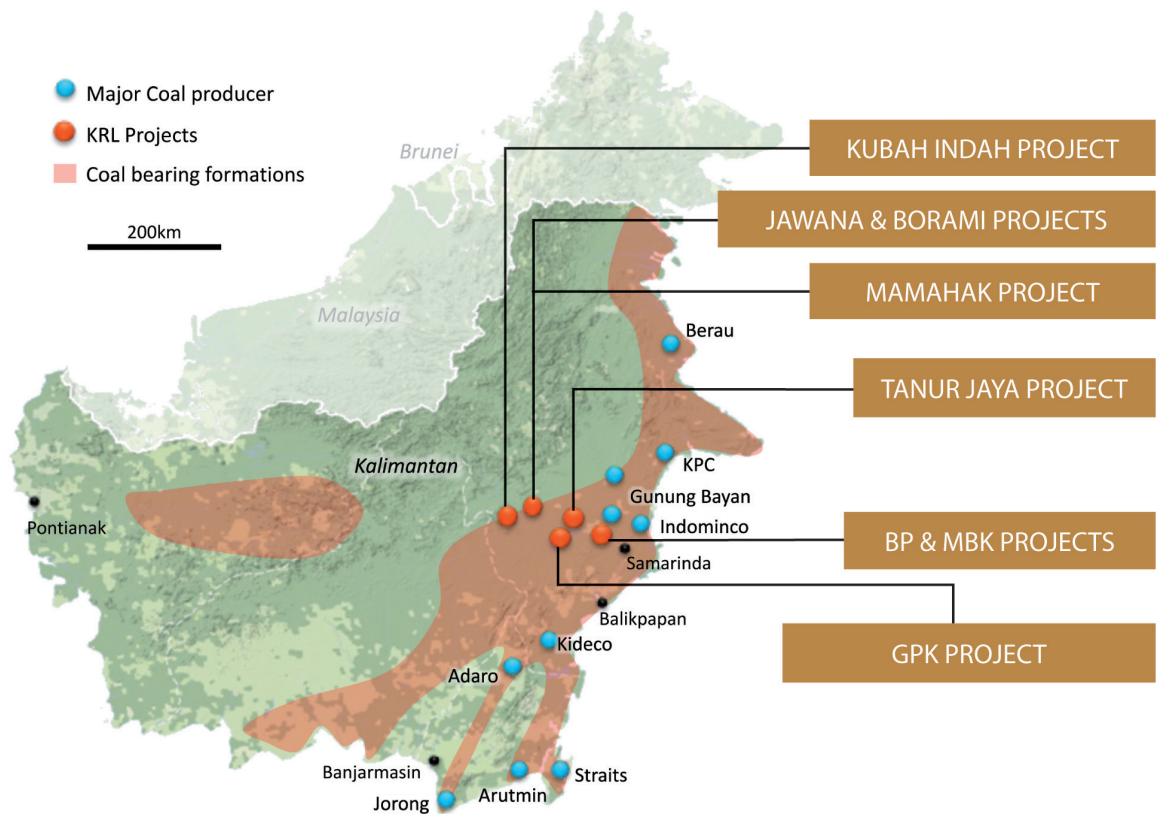 Major Coal producer
KRL Projects
Coal bearing formations
200km
Brunei
Malaysia
Kalimantan
KUBAH INDAH PROJECT
JAWANA & BORAMI PROJECTS
MAMAHAK PROJECT
Berau
TANUR JAYA PROJECT
KPC
Gunung Bayan
Pontianak
Indominco
BP & MBK PROJECTS
Samarinda
Balikpapan
Kideco
GPK PROJECT
Adaro
Banjarmasin
Straits
Arutmin
Jorong